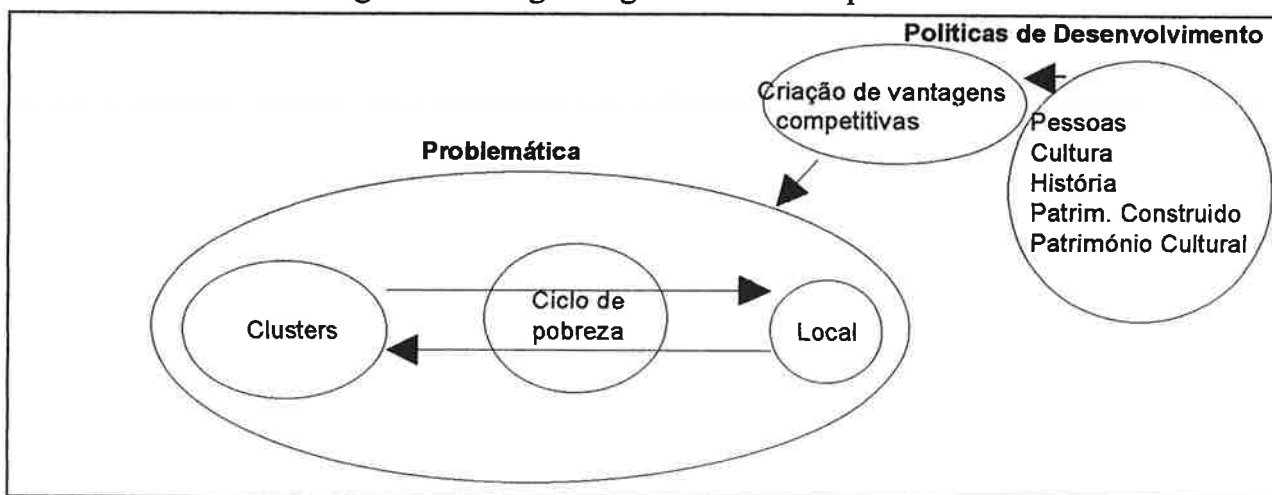 Politicas de Desenvolvimento
Criação de vantagens
competitivas
Pessoas
Cultura
História
Patrim. Construido
Património Cultural
Problemática
Clusters
Ciclo de
pobreza
Local